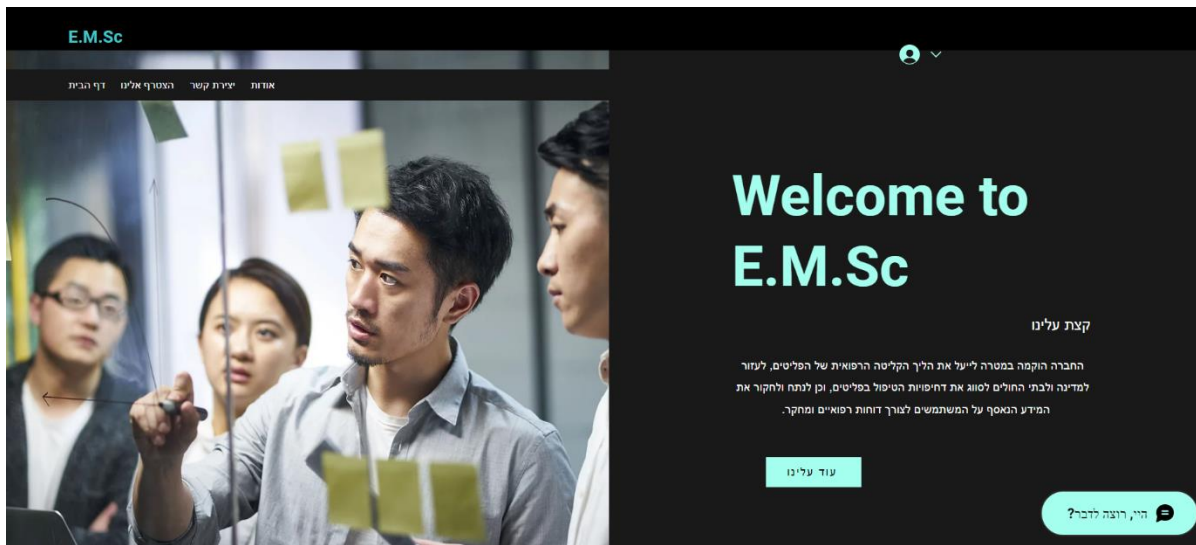 E.M.Sc
דף הבית הצטרף אלינו יצירת קשר אודות
Welcome to
E.M.Sc
קצת עלינו
החברה הוקמה במטרה לייעל את הליך הקליטה הרפואית של הפליטים, לעזור
למדינה ולבתי החולים לסווג את דחיפויות הטיפול בפליטים, וכן לנתח ולחקור את
המידע הנאסף על המשתמשים לצורך דוחות רפואיים ומחקר.
עוד עלינו
היי, רוצה לדבר?